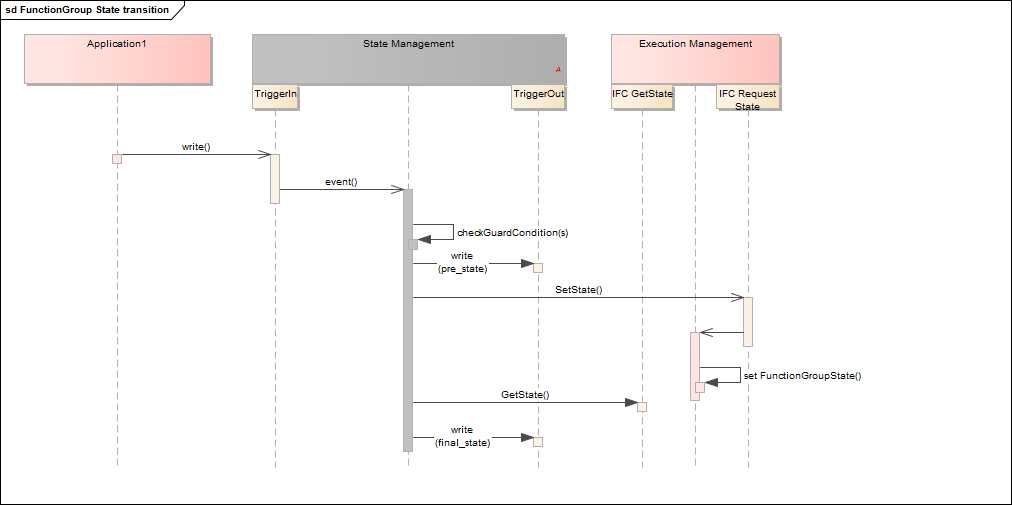 sd FunctionGroup State transition
Application1
State Management
Execution Management
A
TriggerIn
TriggerOut
IFC GetState
IFC Request
State
write()
event()
checkGuardCondition(s)
write
(pre_state)
SetState()
set FunctionGroupState()
GetState()
write
(final_state)